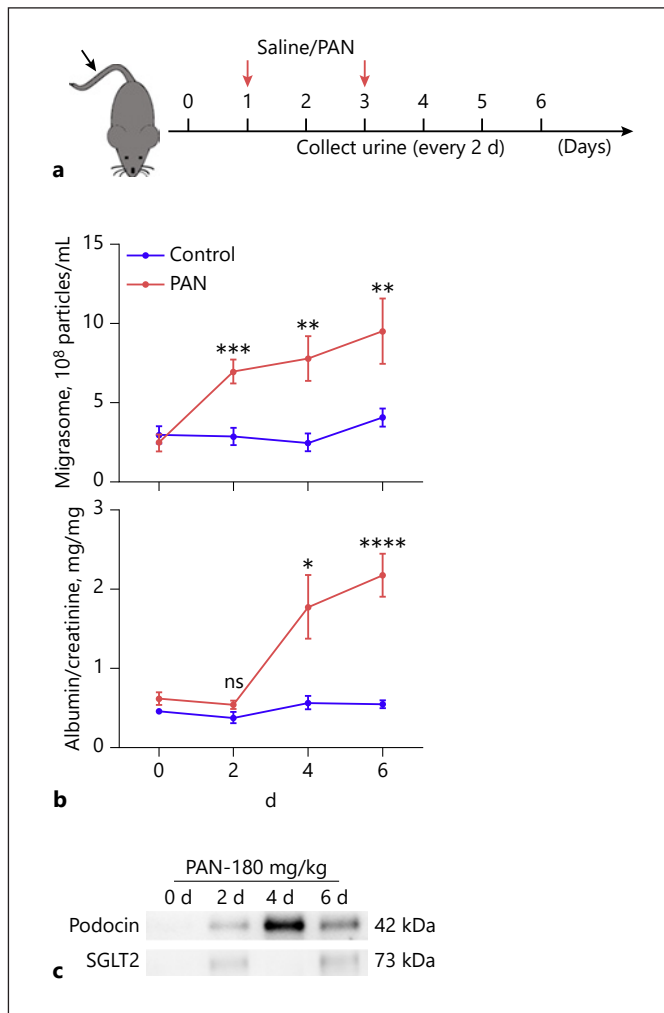 Saline/PAN
0 1 2 3 4 5 6
Collect urine (every 2 d) (Days)
a
15
10
5
0
Migrasome, 10⁸ particles/mL
Control
PAN
***
**
**
3
2
1
0
Albumin/creatinine, mg/mg
ns
*
****
0 2 4 6
d
b
PAN-180 mg/kg
0 d 2 d 4 d 6 d
Podocin 42 kDa
SGLT2 73 kDa
c